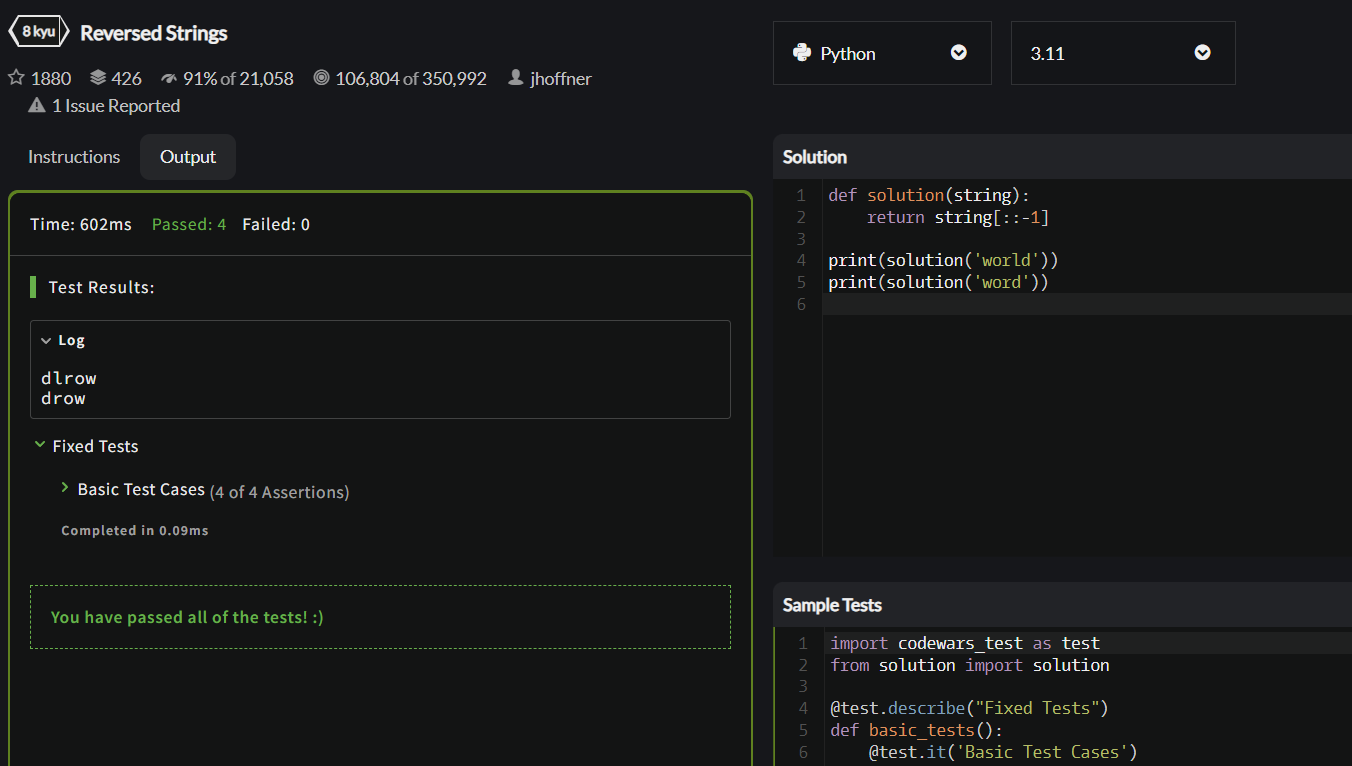 8 kyu Reversed Strings
1880 426 91% of 21,058 106,804 of 350,992 jhoffner
1 Issue Reported
Instructions Output
Time: 602ms Passed: 4 Failed: 0
Test Results:
Log
dlrow
drow
Fixed Tests
Basic Test Cases (4 of 4 Assertions)
Completed in 0.09ms
You have passed all of the tests! :)
Python 3.11
Solution
1 def solution(string):
2     return string[::-1]
3
4 print(solution('world'))
5 print(solution('word'))
6
Sample Tests
1 import codewars_test as test
2 from solution import solution
3
4 @test.describe("Fixed Tests")
5 def basic_tests():
6     @test.it('Basic Test Cases')